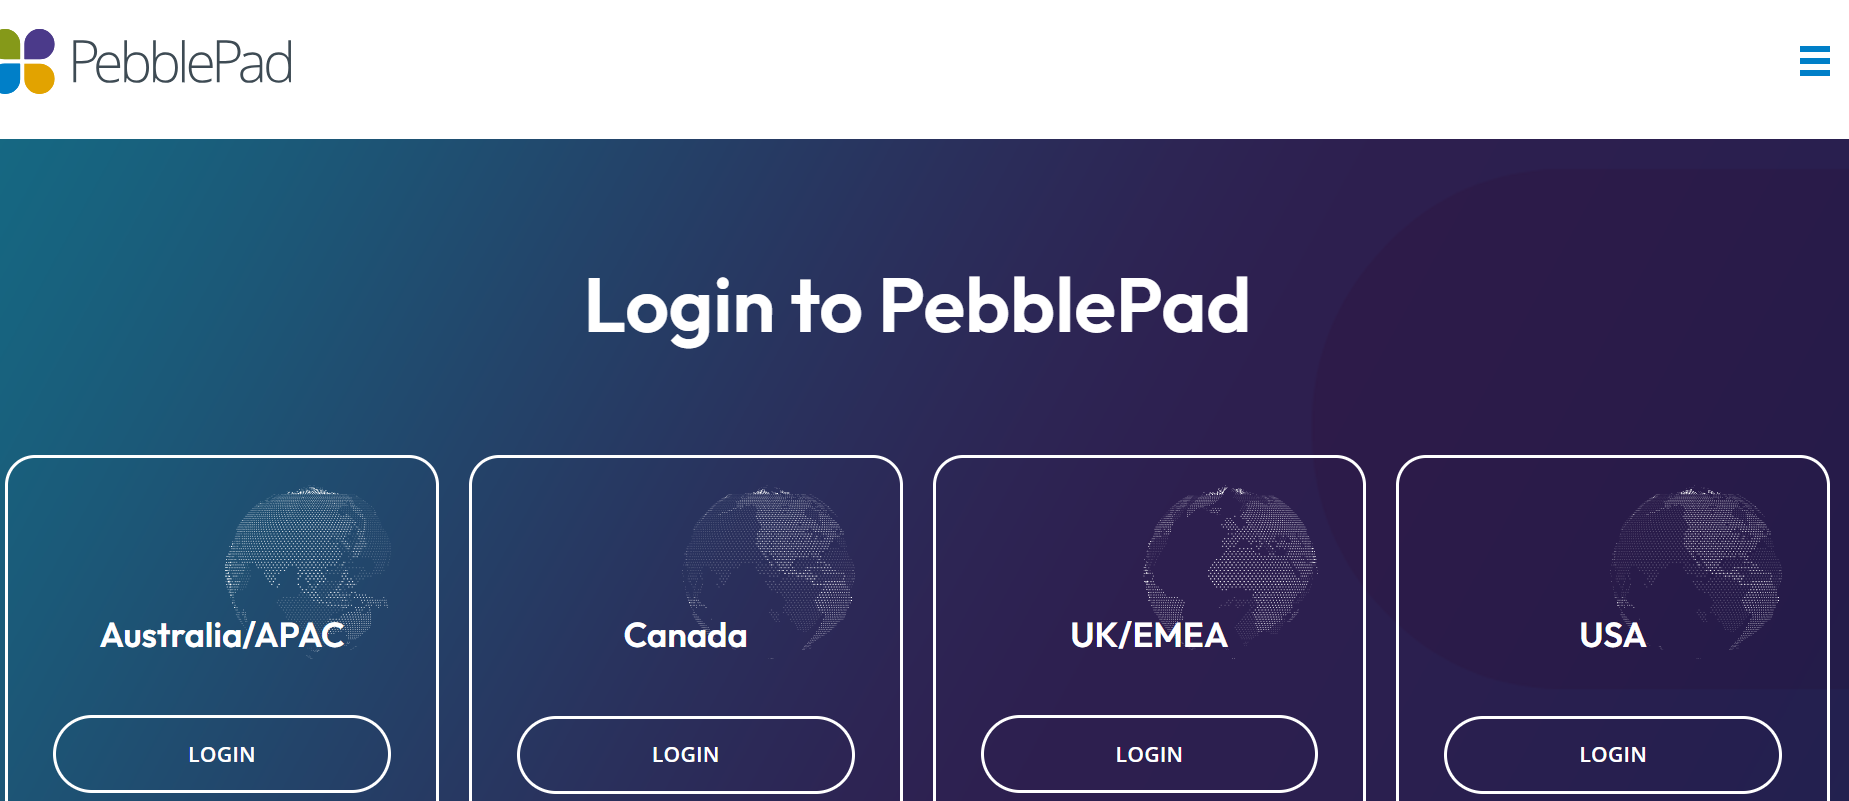 PebblePad
Login to PebblePad
Australia/APAC
LOGIN
Canada
LOGIN
UK/EMEA
LOGIN
USA
LOGIN